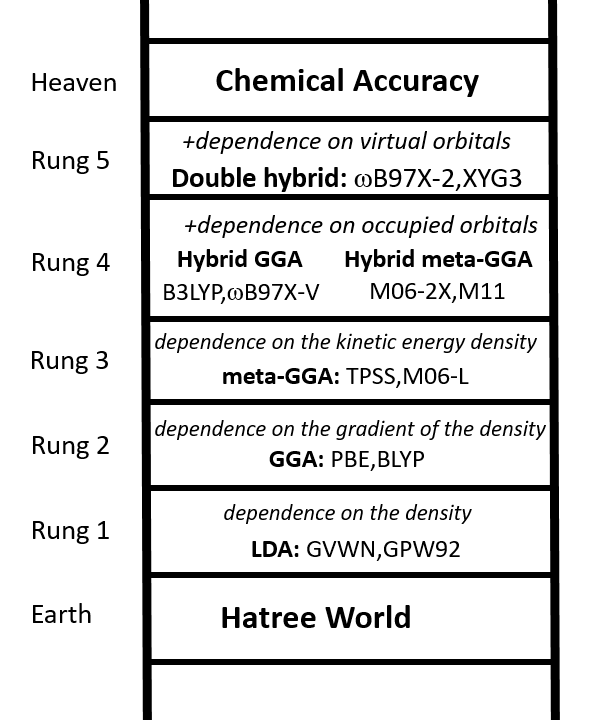 Heaven
Chemical Accuracy
Rung 5
+dependence on virtual orbitals
Double hybrid: ωB97X-2,XYG3
Rung 4
+dependence on occupied orbitals
Hybrid GGA Hybrid meta-GGA
B3LYP,ωB97X-V M06-2X,M11
Rung 3
dependence on the kinetic energy density
meta-GGA: TPSS,M06-L
Rung 2
dependence on the gradient of the density
GGA: PBE,BLYP
Rung 1
dependence on the density
LDA: GVWN,GPW92
Earth
Hatree World